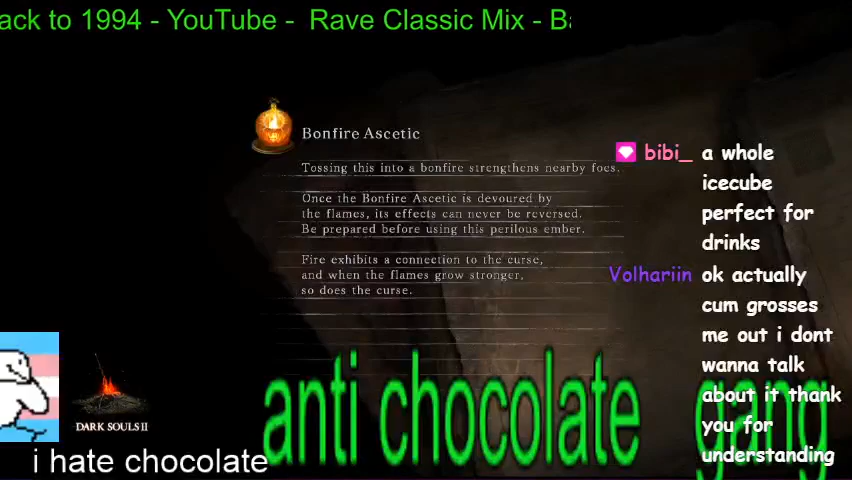 ack to 1994 - YouTube -  Rave Classic Mix - Ba
Bonfire Ascetic
Tossing this into a bonfire strengthens nearby foes.
Once the Bonfire Ascetic is devoured by
the flames, its effects can never be reversed.
Be prepared before using this perilous ember.
Fire exhibits a connection to the curse,
and when the flames grow stronger,
so does the curse.
bibi_ a whole
icecube
perfect for
drinks
Volhariin ok actually
cum grosses
me out i dont
wanna talk
about it thank
you for
understanding
anti chocolate gang
DARK SOULS II
i hate chocolate